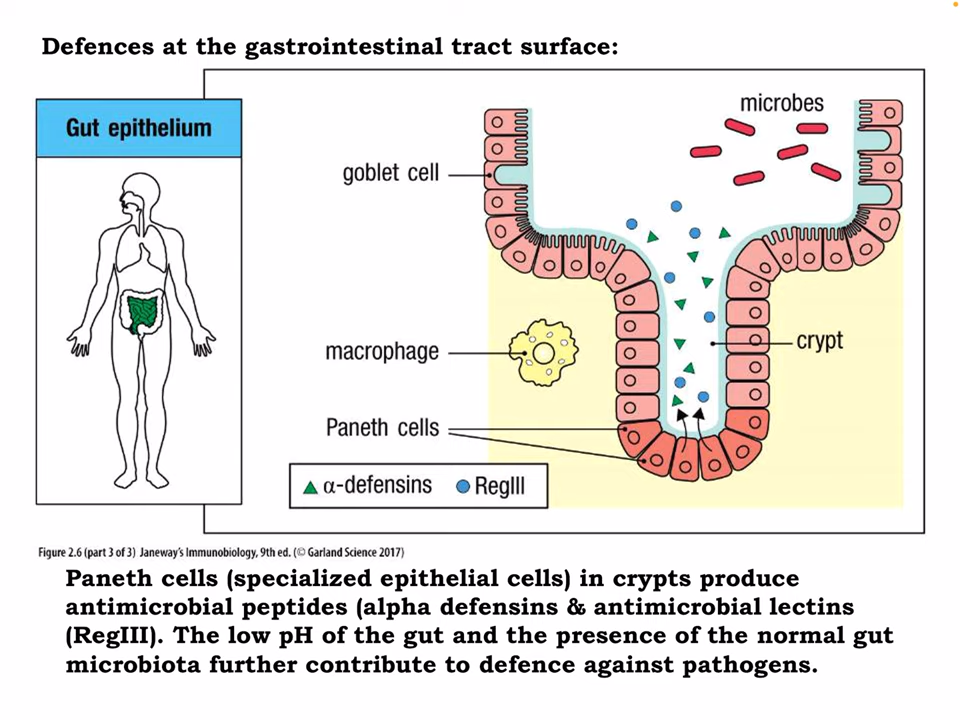 Defences at the gastrointestinal tract surface:
Gut epithelium
microbes
goblet cell
macrophage
crypt
Paneth cells
α-defensins RegIII
Figure 2.6 (part 3 of 3) Janeway's Immunobiology, 9th ed. (© Garland Science 2017)
Paneth cells (specialized epithelial cells) in crypts produce
antimicrobial peptides (alpha defensins & antimicrobial lectins
(RegIII). The low pH of the gut and the presence of the normal gut
microbiota further contribute to defence against pathogens.